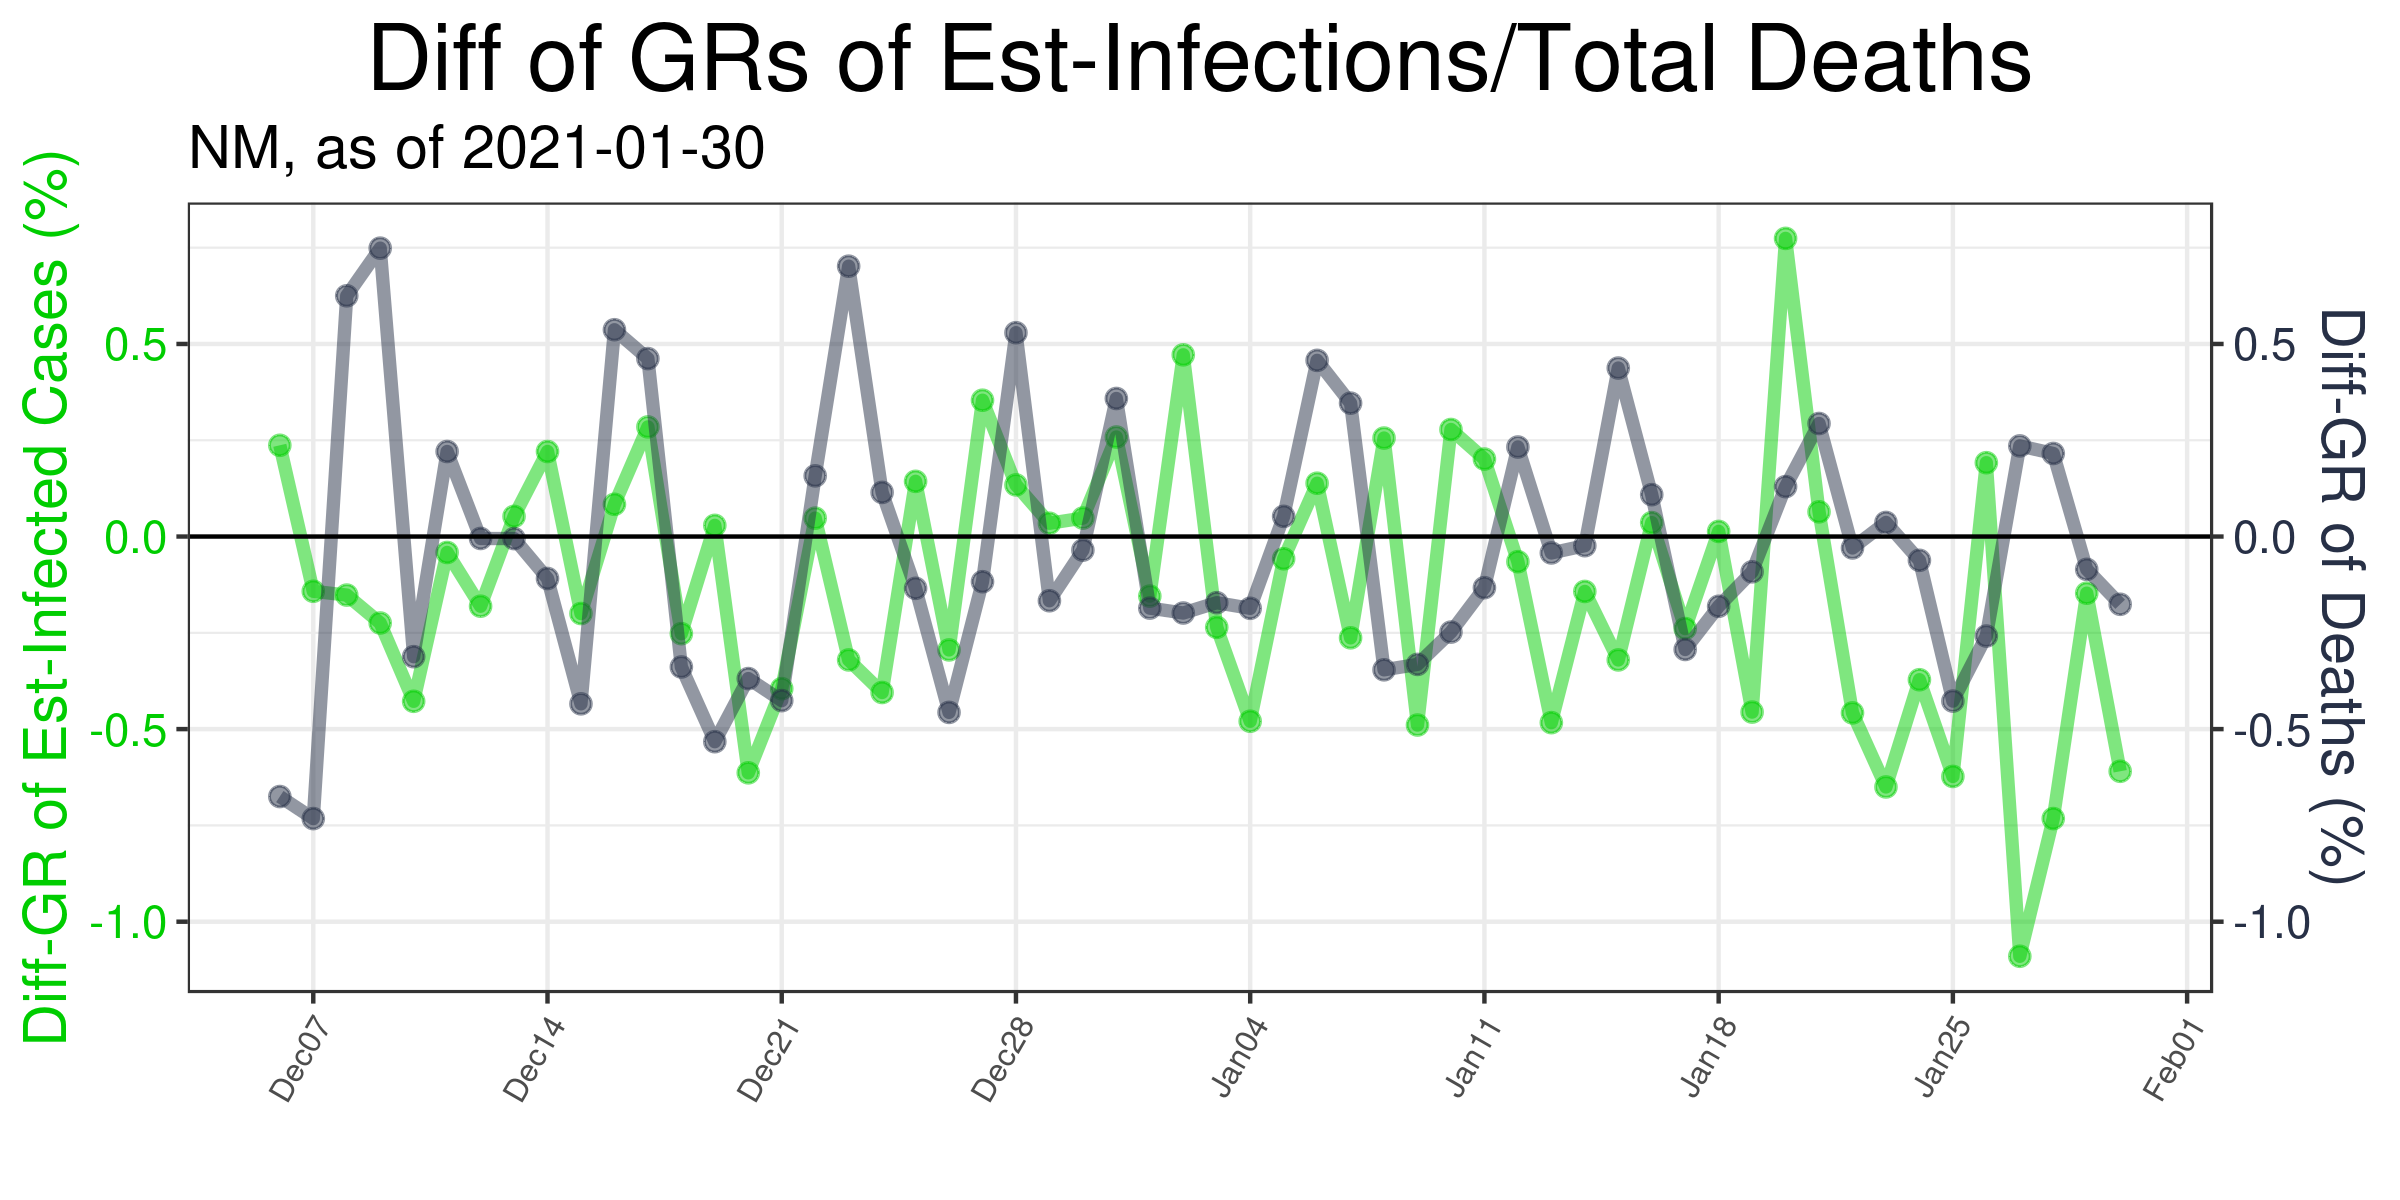 Diff of GRs of Est-Infections/Total Deaths
NM, as of 2021-01-30
Diff-GR of Est-Infected Cases (%)
0.5
0.0
-0.5
-1.0
0.5
0.0
-0.5
-1.0
Diff-GR of Deaths (%)
Dec07
Dec14
Dec21
Dec28
Jan04
Jan11
Jan18
Jan25
Feb01